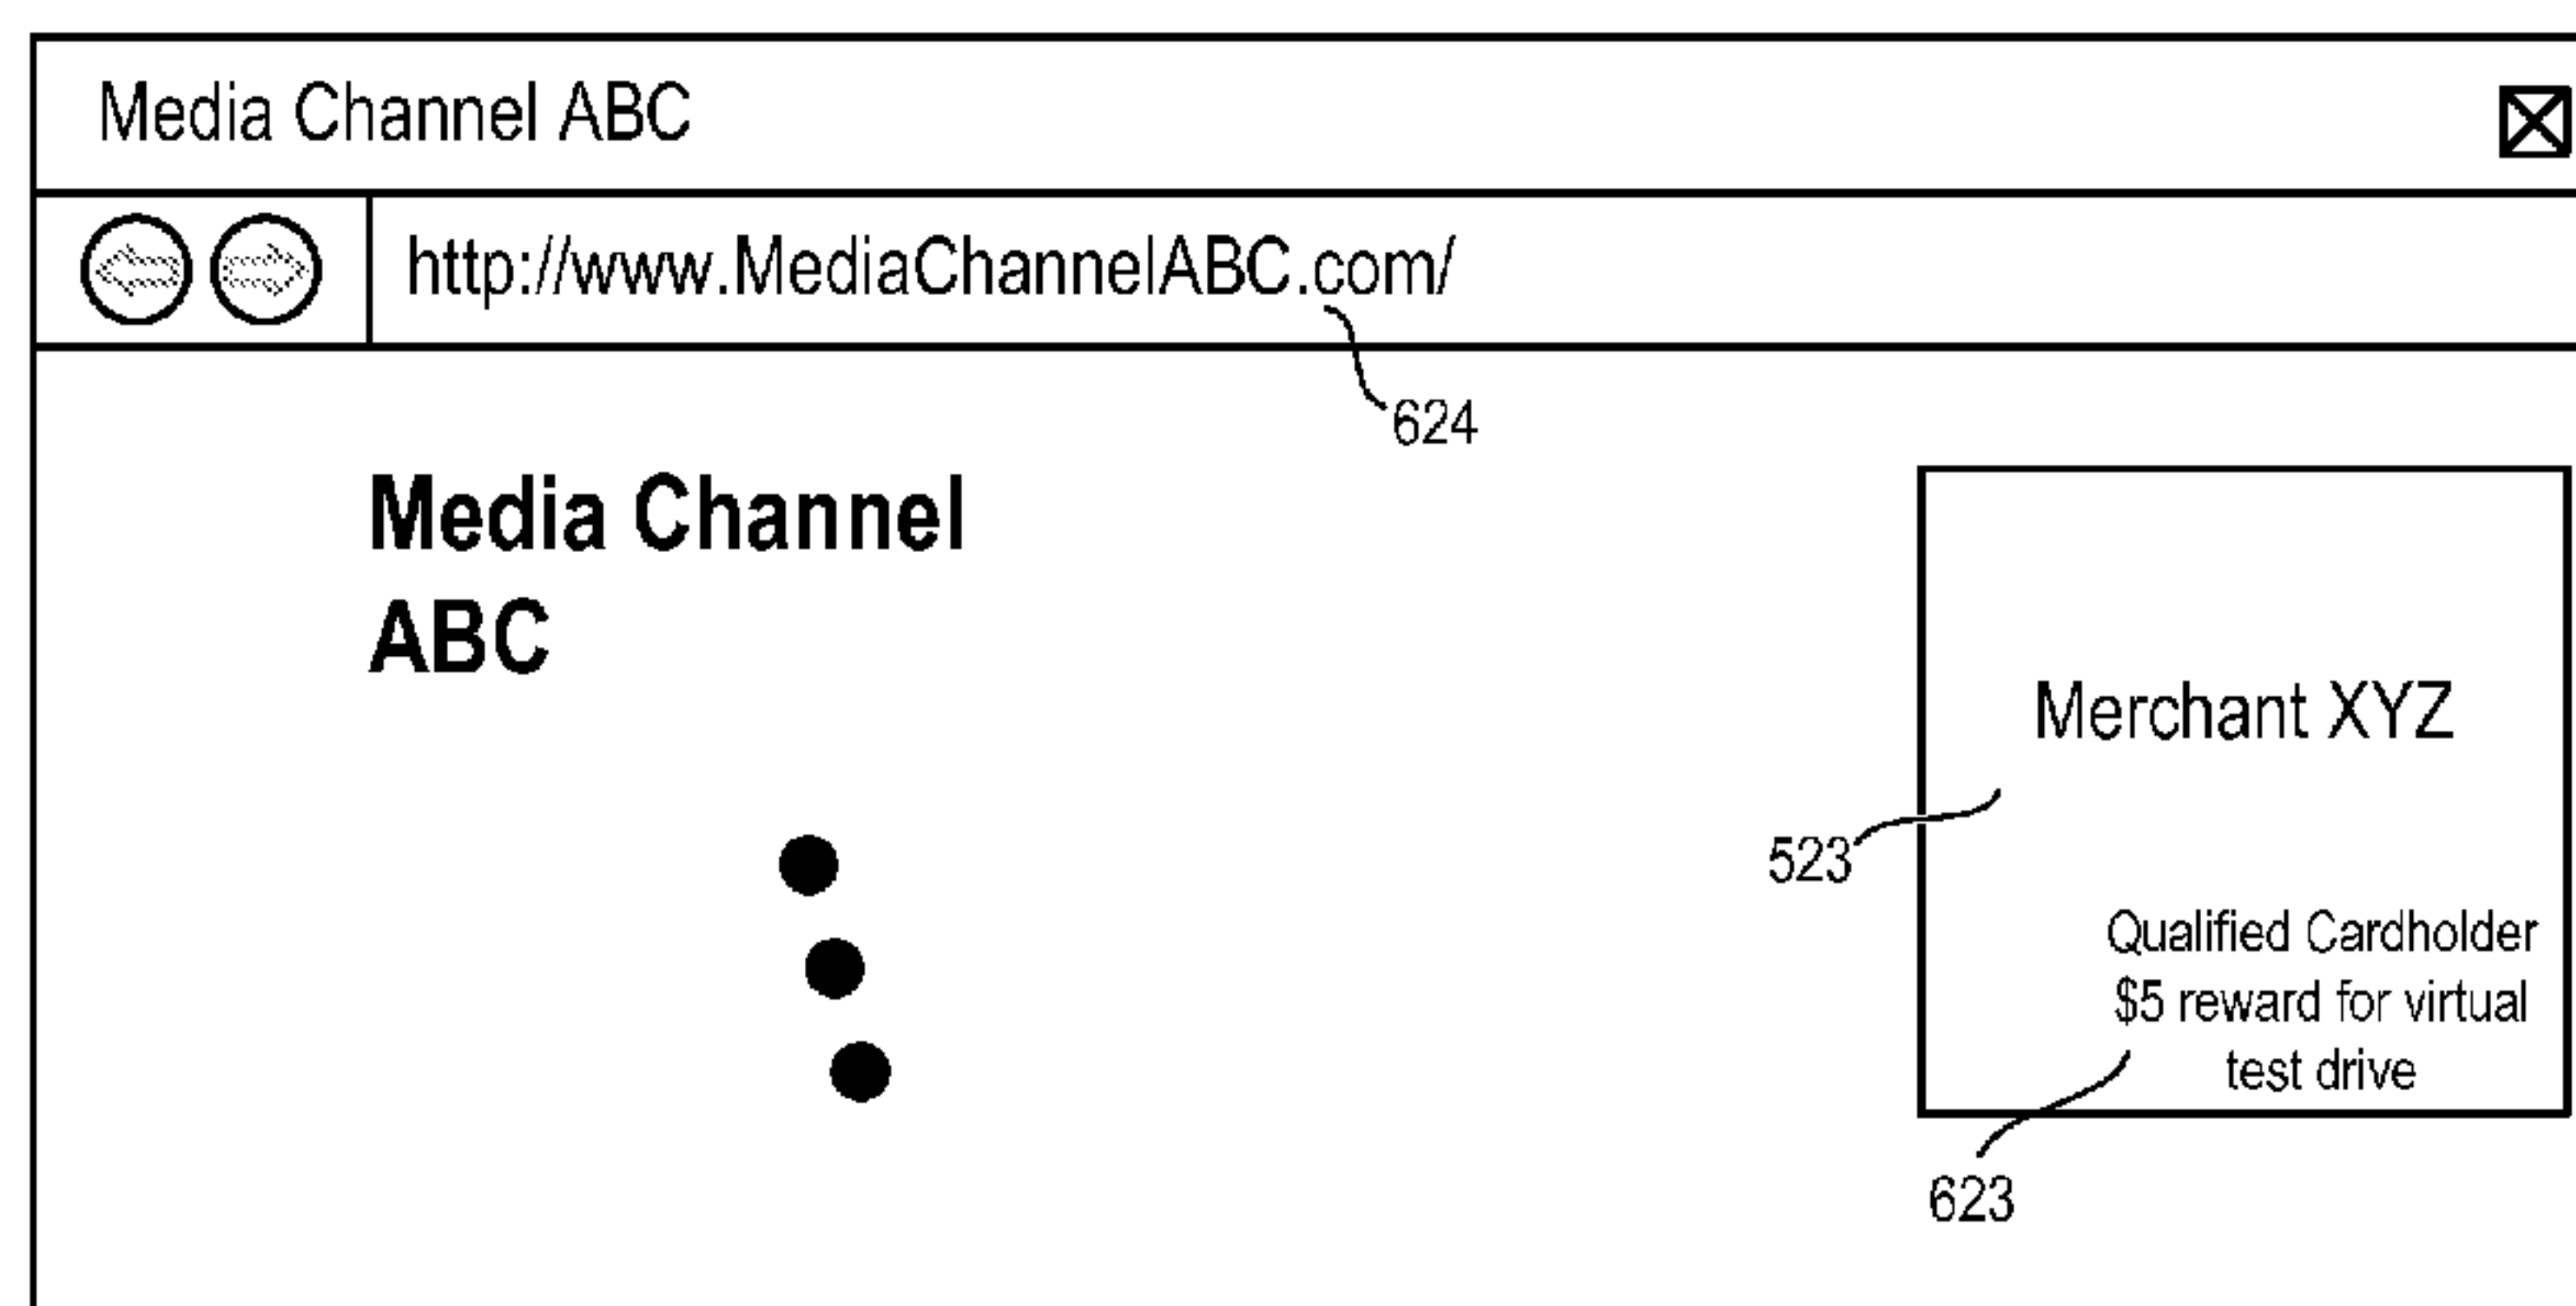 Media Channel ABC
http://www.MediaChannelABC.com/
624
Media Channel
ABC
Merchant XYZ
523
Qualified Cardholder
$5 reward for virtual
test drive
623